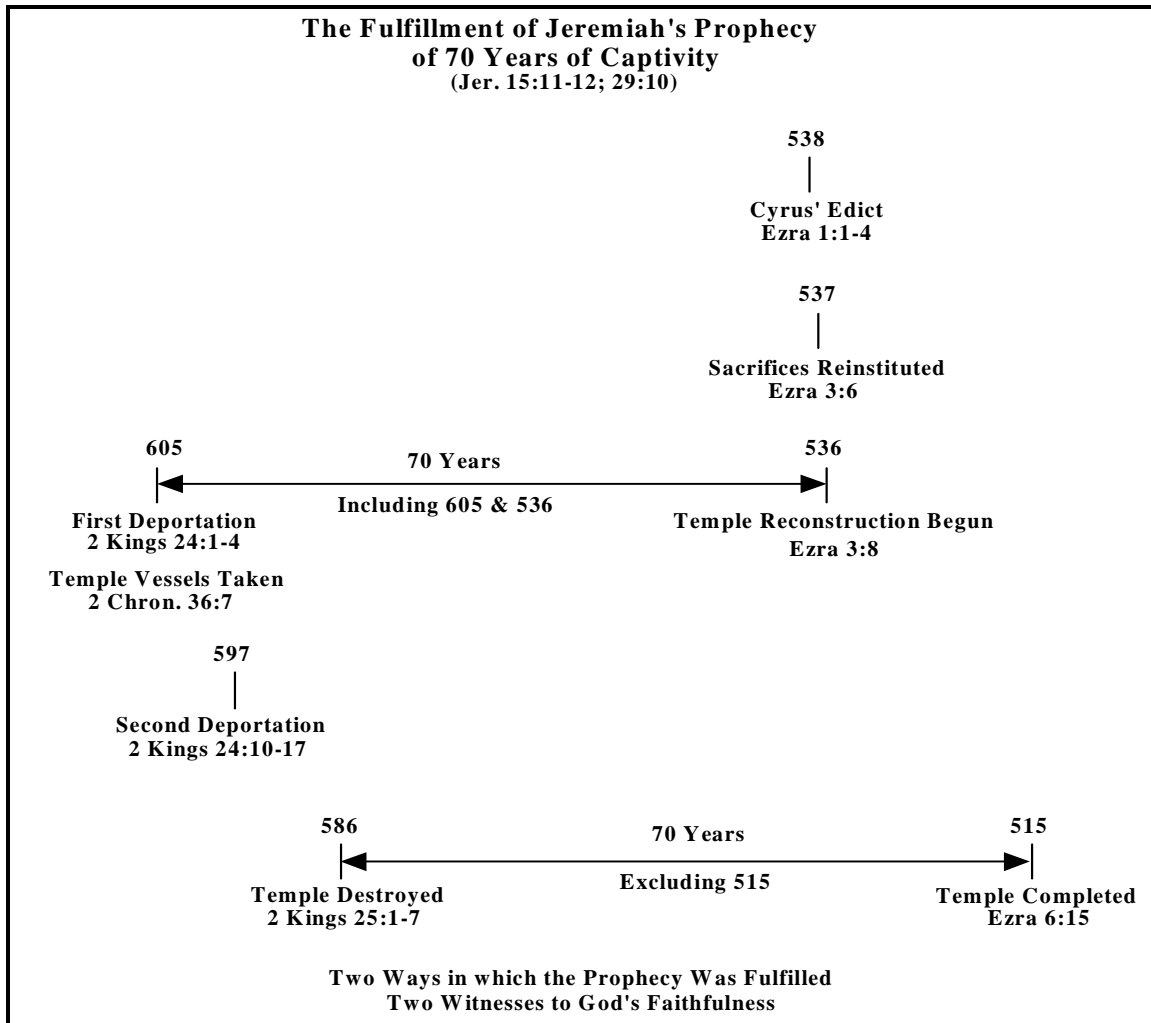 The Fulfillment of Jeremiah's Prophecy
of 70 Years of Captivity
(Jer. 15:11-12; 29:10)
538
Cyrus' Edict
Ezra 1:1-4
537
Sacrifices Reinstituted
Ezra 3:6
605
70 Years
536
Including 605 & 536
First Deportation
2 Kings 24:1-4
Temple Reconstruction Begun
Ezra 3:8
Temple Vessels Taken
2 Chron. 36:7
597
Second Deportation
2 Kings 24:10-17
586
70 Years
515
Excluding 515
Temple Destroyed
2 Kings 25:1-7
Temple Completed
Ezra 6:15
Two Ways in which the Prophecy Was Fulfilled
Two Witnesses to God's Faithfulness